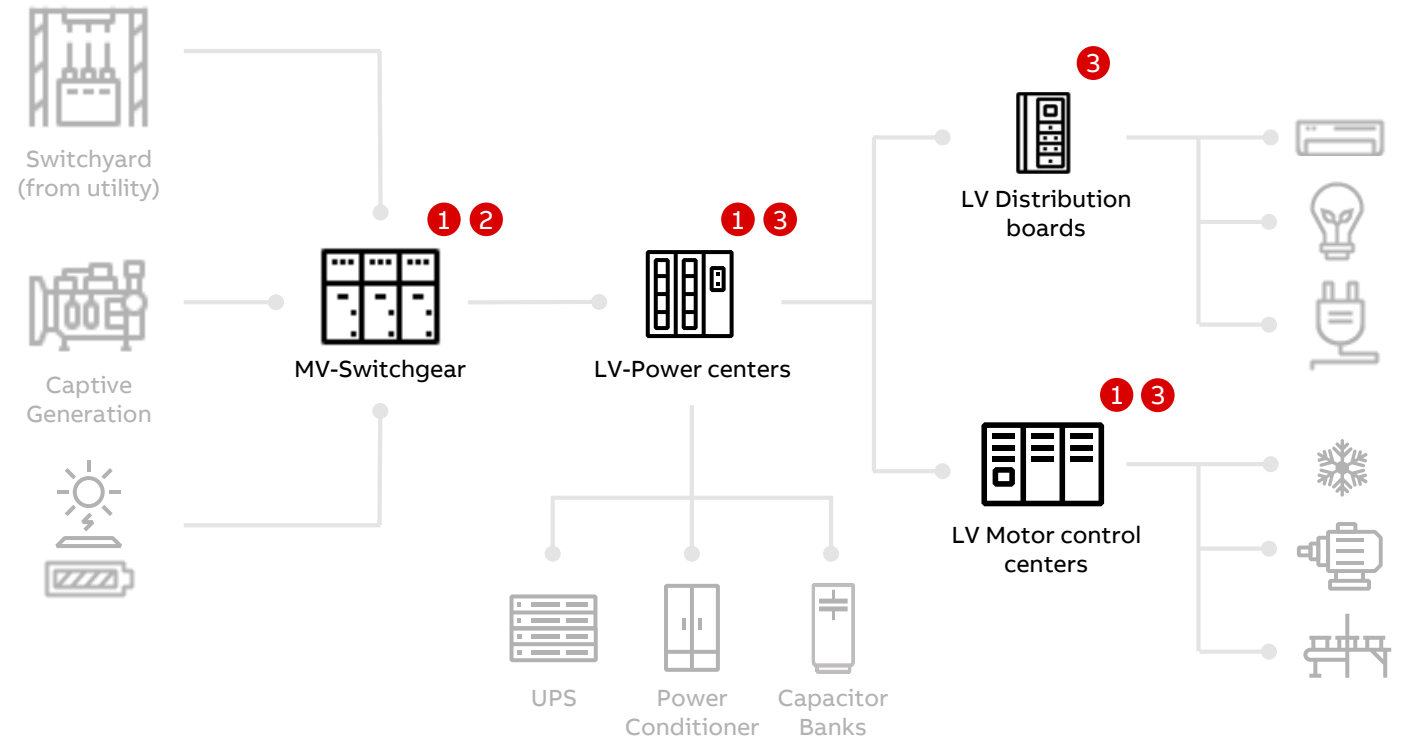 Switchyard
(from utility)
Captive
Generation
1 2
MV-Switchgear
1 3
LV-Power centers
UPS
Power
Conditioner
Capacitor
Banks
3
LV Distribution
boards
1 3
LV Motor control
centers